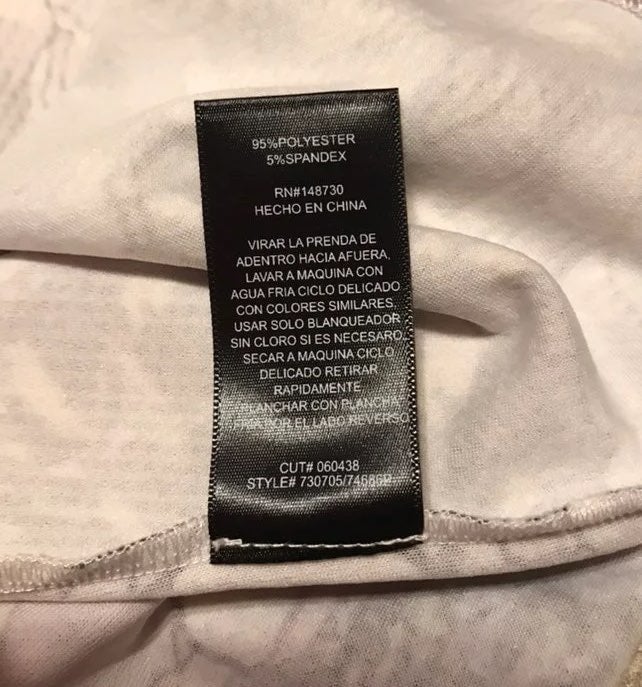 95%POLYESTER
5%SPANDEX
RN#148730
HECHO EN CHINA
VIRAR LA PRENDA DE
ADENTRO HACIA AFUERA,
LAVAR A MAQUINA CON
AGUA FRIA CICLO DELICADO
CON COLORES SIMILARES,
USAR SOLO BLANQUEADOR
SIN CLORO SI ES NECESARO.
SECAR A MAQUINA CICLO
DELICADO RETIRAR
RAPIDAMENTE
PLANCHAR CON PLANCHA
FRIA POR EL LADO REVERSO
CUT# 060438
STYLE#